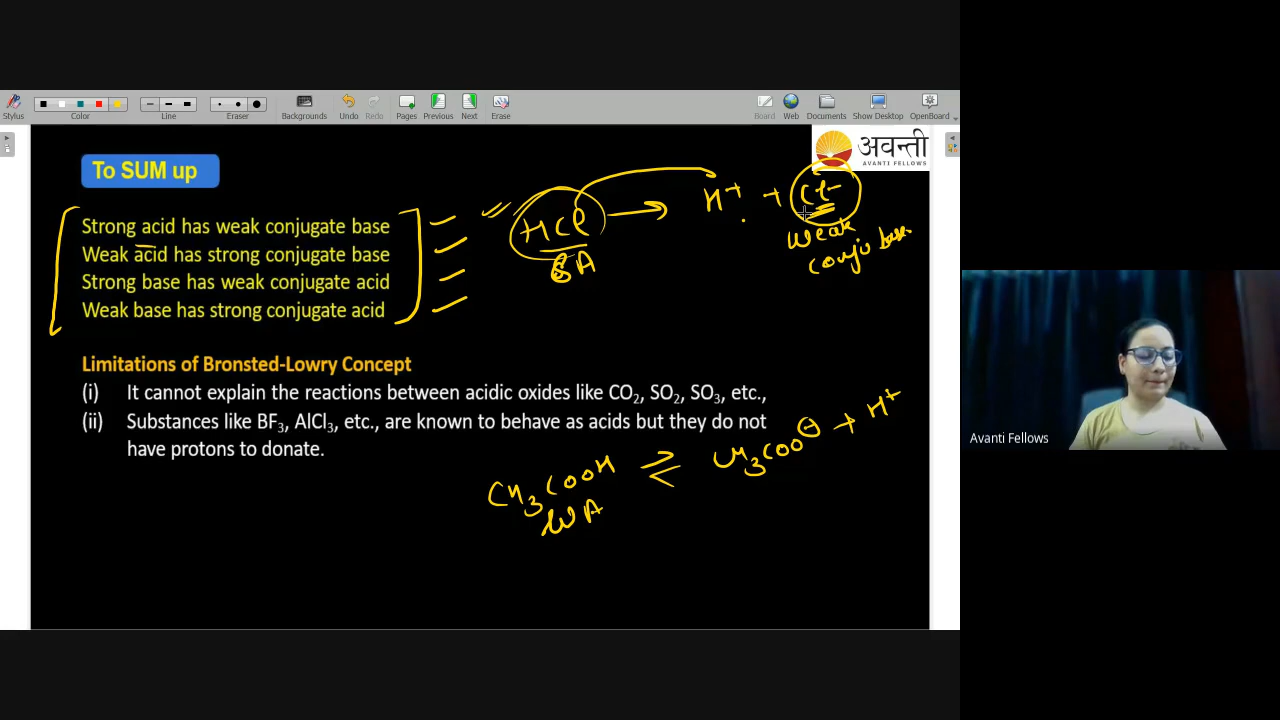 Stylus
Color
Line
Eraser
Backgrounds
Undo
Redo
Pages
Previous
Next
Erase
Board
Web
Documents
Show Desktop
OpenBoard
अवन्ती
AVANTI FELLOWS
To SUM up
Strong acid has weak conjugate base
Weak acid has strong conjugate base
Strong base has weak conjugate acid
Weak base has strong conjugate acid
HCl → H+ + Cl-
SA
weak
conju base
Limitations of Bronsted-Lowry Concept
(i) It cannot explain the reactions between acidic oxides like CO₂, SO₂, SO₃, etc.,
(ii) Substances like BF₃, AlCl₃, etc., are known to behave as acids but they do not
have protons to donate.
CH₃COOH ⇌ CH₃COO⊖ + H+
WA
Avanti Fellows